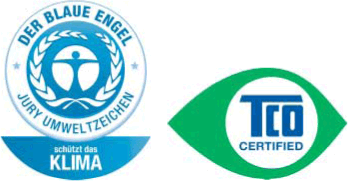 DER BLAUE ENGEL
JURY UMWELTZEICHEN
schützt das
KLIMA
TCO
CERTIFIED